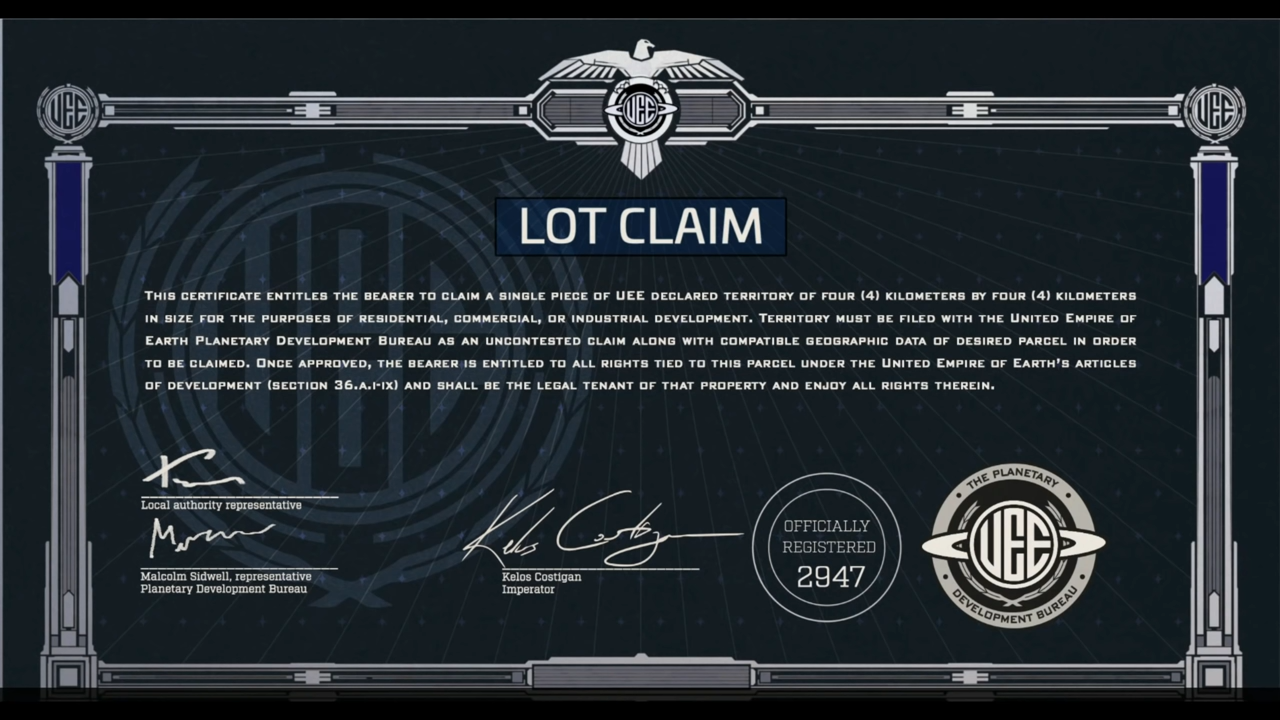 UEE
UEE
UEE
LOT CLAIM
THIS CERTIFICATE ENTITLES THE BEARER TO CLAIM A SINGLE PIECE OF UEE DECLARED TERRITORY OF FOUR (4) KILOMETERS BY FOUR (4) KILOMETERS
IN SIZE FOR THE PURPOSES OF RESIDENTIAL, COMMERCIAL, OR INDUSTRIAL DEVELOPMENT. TERRITORY MUST BE FILED WITH THE UNITED EMPIRE OF
EARTH PLANETARY DEVELOPMENT BUREAU AS AN UNCONTESTED CLAIM ALONG WITH COMPATIBLE GEOGRAPHIC DATA OF DESIRED PARCEL IN ORDER
TO BE CLAIMED. ONCE APPROVED, THE BEARER IS ENTITLED TO ALL RIGHTS TIED TO THIS PARCEL UNDER THE UNITED EMPIRE OF EARTH'S ARTICLES
OF DEVELOPMENT (SECTION 36.A.I-IX) AND SHALL BE THE LEGAL TENANT OF THAT PROPERTY AND ENJOY ALL RIGHTS THEREIN.
Local authority representative
Malcolm Sidwell, representative
Planetary Development Bureau
Kelos Costigan
Kelos Costigan
Imperator
OFFICIALLY
REGISTERED
2947
THE PLANETARY
UEE
DEVELOPMENT BUREAU